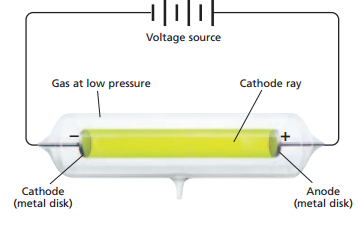 Voltage source
Gas at low pressure
Cathode ray
− +
Cathode
(metal disk)
Anode
(metal disk)